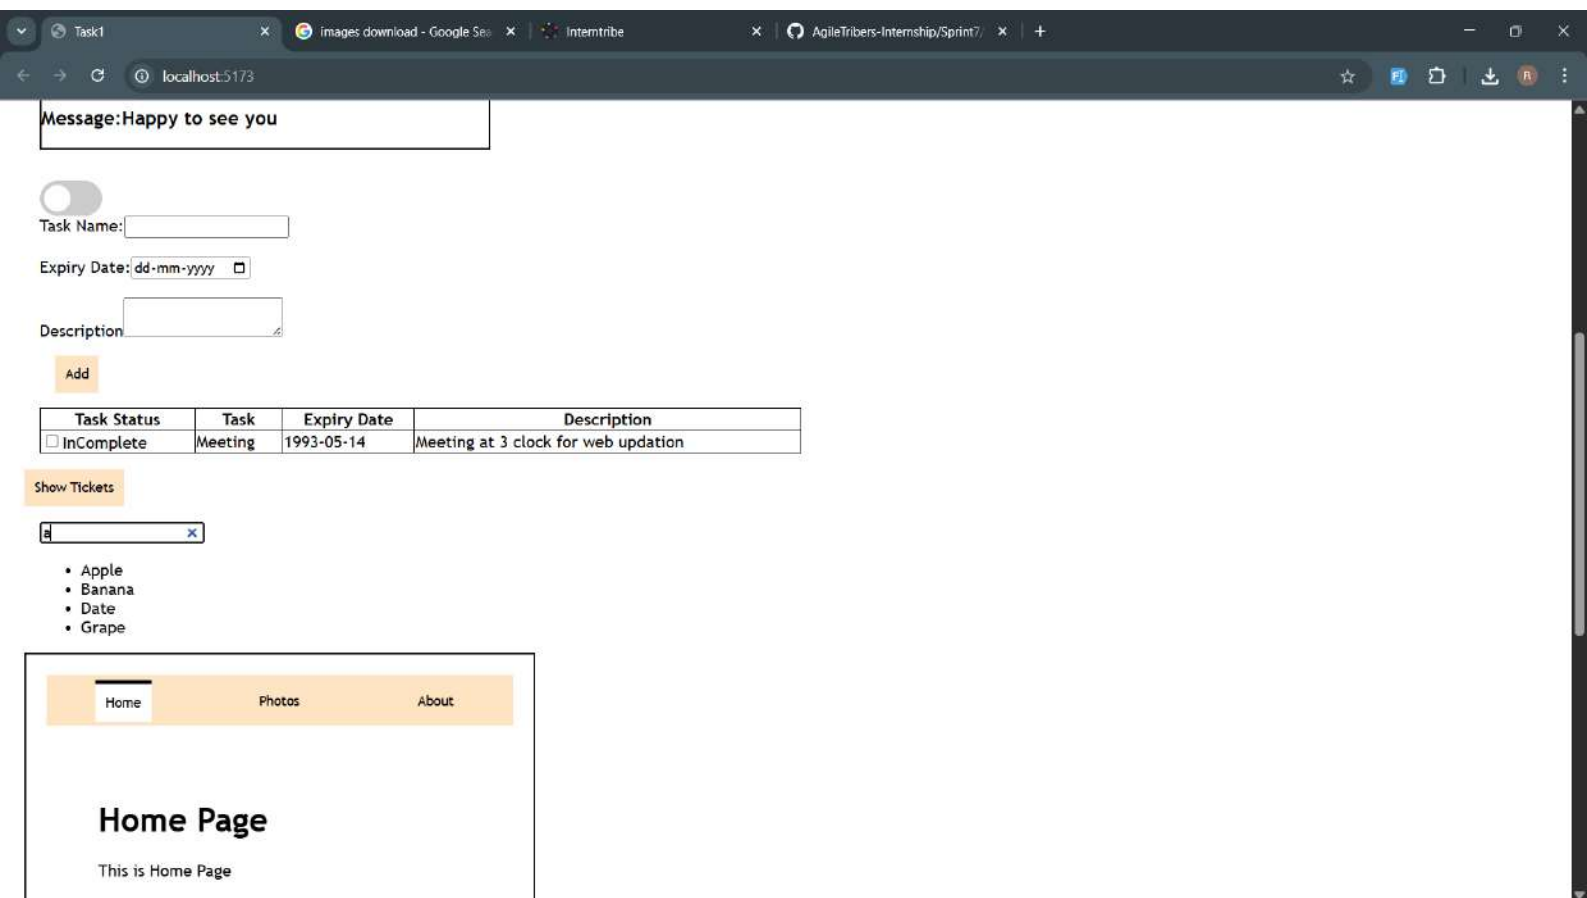 Task1
images download - Google Sea
Interntribe
AgileTribers-Internship/Sprint7/
localhost:5173
R
Message:Happy to see you
Task Name:
Expiry Date: dd-mm-yyyy
Description
Add
Task Status Task Expiry Date Description
InComplete Meeting 1993-05-14 Meeting at 3 clock for web updation
Show Tickets
a
• Apple
• Banana
• Date
• Grape
Home Photos About
Home Page
This is Home Page